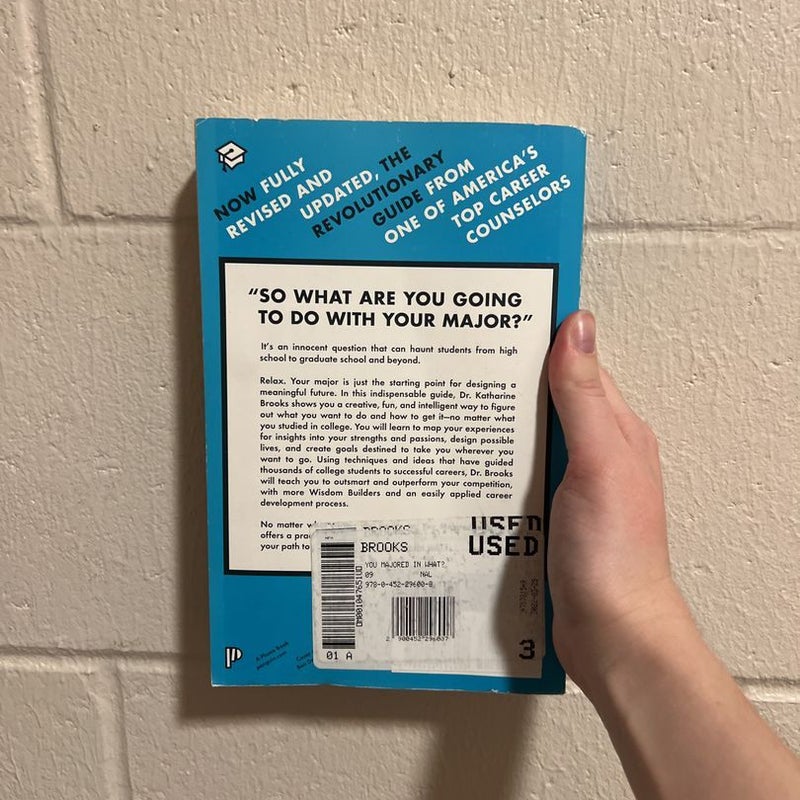 NOW FULLY
REVISED AND
UPDATED, THE
REVOLUTIONARY
GUIDE FROM
ONE OF AMERICA'S
TOP CAREER
COUNSELORS
"SO WHAT ARE YOU GOING
TO DO WITH YOUR MAJOR?"
It's an innocent question that can haunt students from high
school to graduate school and beyond.
Relax. Your major is just the starting point for designing a
meaningful future. In this indispensable guide, Dr. Katharine
Brooks shows you a creative, fun, and intelligent way to figure
out what you want to do and how to get it—no matter what
you studied in college. You will learn to map your experiences
for insights into your strengths and passions, design possible
lives, and create goals destined to take you wherever you
want to go. Using techniques and ideas that have guided
thousands of college students to successful careers, Dr. Brooks
will teach you to outsmart and outperform your competition,
with more Wisdom Builders and an easily applied career
development process.
No matter
offers a
your path to
BROOKS USED
BROOKS USED
YOU MAJORED IN WHAT?
09 NAL
978-0-452-29600-8
2 900452 296037
01 A
3
A Plume Book
penguin.com